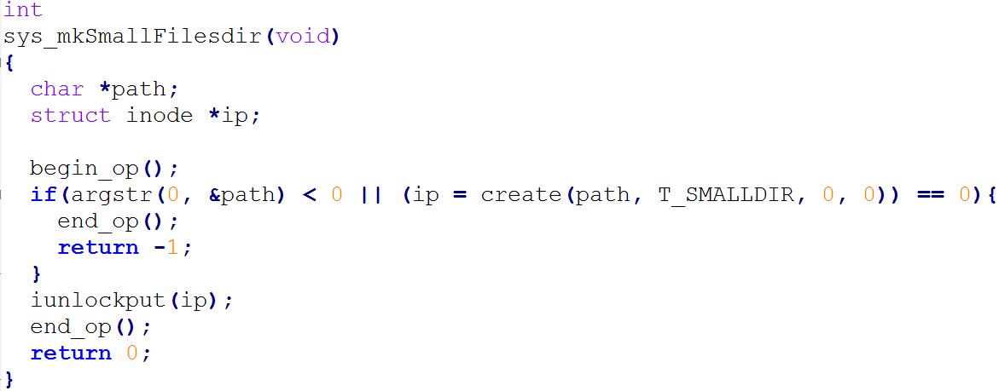 int
sys_mkSmallFilesdir(void)
{
  char *path;
  struct inode *ip;

  begin_op();
  if(argstr(0, &path) < 0 || (ip = create(path, T_SMALLDIR, 0, 0)) == 0){
    end_op();
    return -1;
  }
  iunlockput(ip);
  end_op();
  return 0;
}